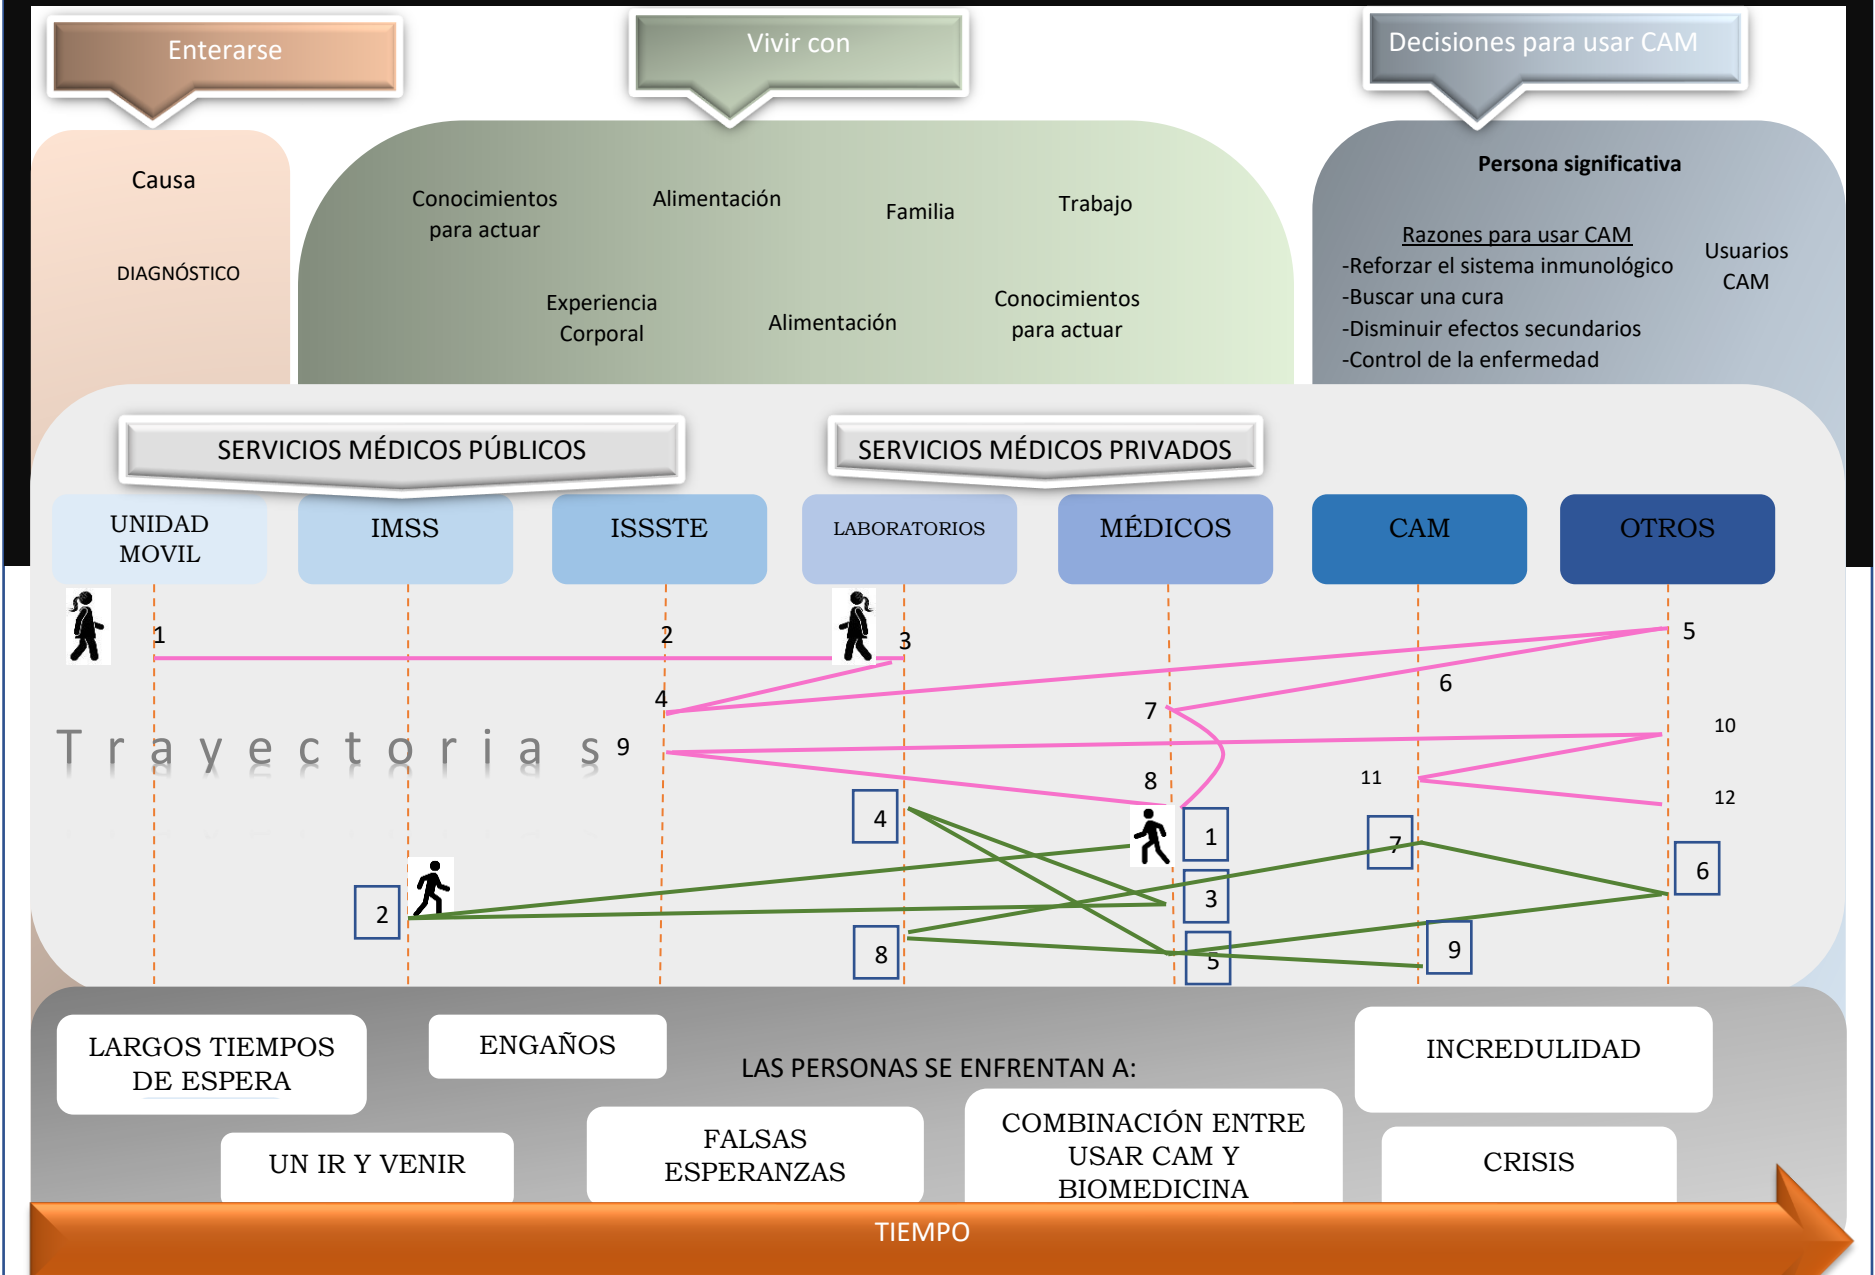 Enterarse
Vivir con
Decisiones para usar CAM
Causa
DIAGNÓSTICO
Conocimientos
para actuar
Alimentación
Familia
Trabajo
Experiencia
Corporal
Alimentación
Conocimientos
para actuar
Persona significativa
Razones para usar CAM
-Reforzar el sistema inmunológico
-Buscar una cura
-Disminuir efectos secundarios
-Control de la enfermedad
Usuarios
CAM
SERVICIOS MÉDICOS PÚBLICOS
SERVICIOS MÉDICOS PRIVADOS
UNIDAD
MOVIL
IMSS
ISSSTE
LABORATORIOS
MÉDICOS
CAM
OTROS
1
2
3
5
4
6
7
Trayectorias
9
10
8
11
12
4
1
7
6
2
3
8
5
9
LARGOS TIEMPOS
DE ESPERA
ENGAÑOS
LAS PERSONAS SE ENFRENTAN A:
INCREDULIDAD
UN IR Y VENIR
FALSAS
ESPERANZAS
COMBINACIÓN ENTRE
USAR CAM Y
BIOMEDICINA
CRISIS
TIEMPO